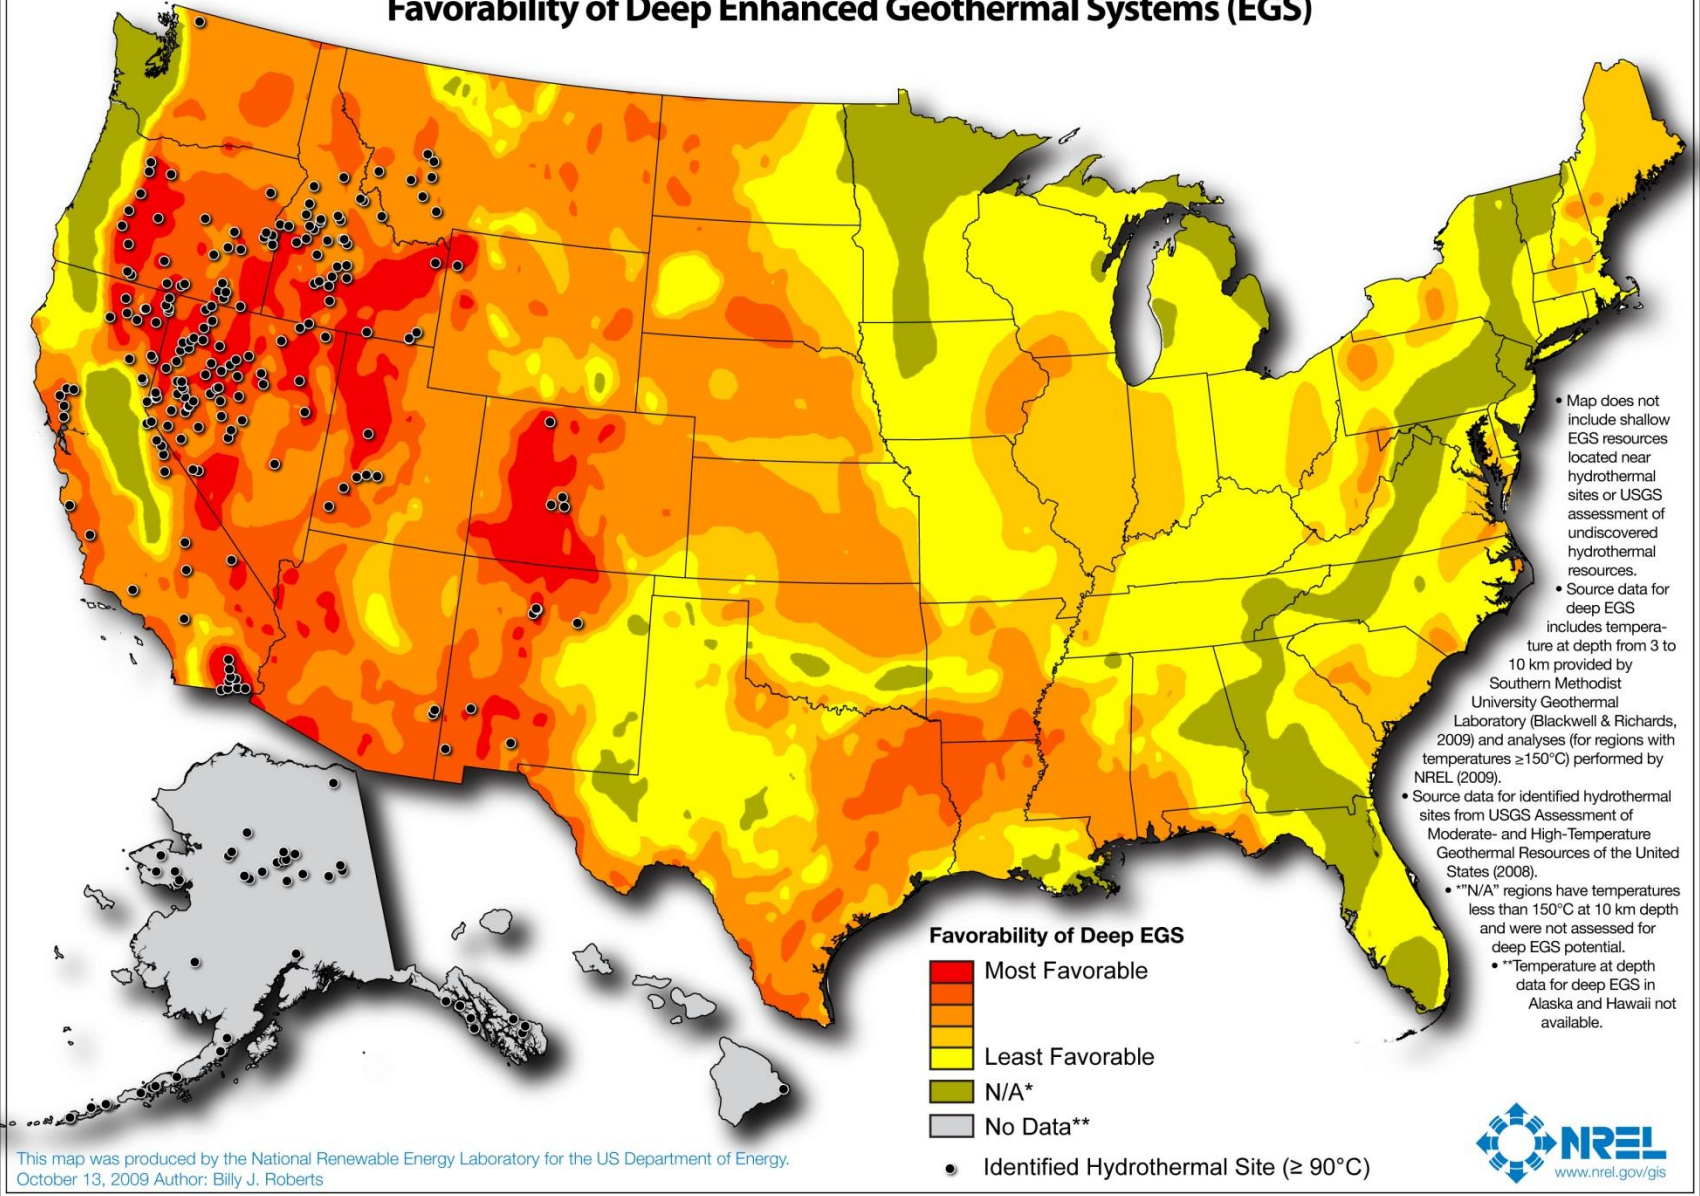 Favorability of Deep Enhanced Geothermal Systems (EGS)
• Map does not
include shallow
EGS resources
located near
hydrothermal
sites or USGS
assessment of
undiscovered
hydrothermal
resources.
• Source data for
deep EGS
includes tempera-
ture at depth from 3 to
10 km provided by
Southern Methodist
University Geothermal
Laboratory (Blackwell & Richards,
2009) and analyses (for regions with
temperatures ≥150°C) performed by
NREL (2009).
• Source data for identified hydrothermal
sites from USGS Assessment of
Moderate- and High-Temperature
Geothermal Resources of the United
States (2008).
• *"N/A" regions have temperatures
less than 150°C at 10 km depth
and were not assessed for
deep EGS potential.
• **Temperature at depth
data for deep EGS in
Alaska and Hawaii not
available.
Favorability of Deep EGS
Most Favorable
Least Favorable
N/A*
No Data**
Identified Hydrothermal Site (≥ 90°C)
This map was produced by the National Renewable Energy Laboratory for the US Department of Energy.
October 13, 2009 Author: Billy J. Roberts
NREL
www.nrel.gov/gis